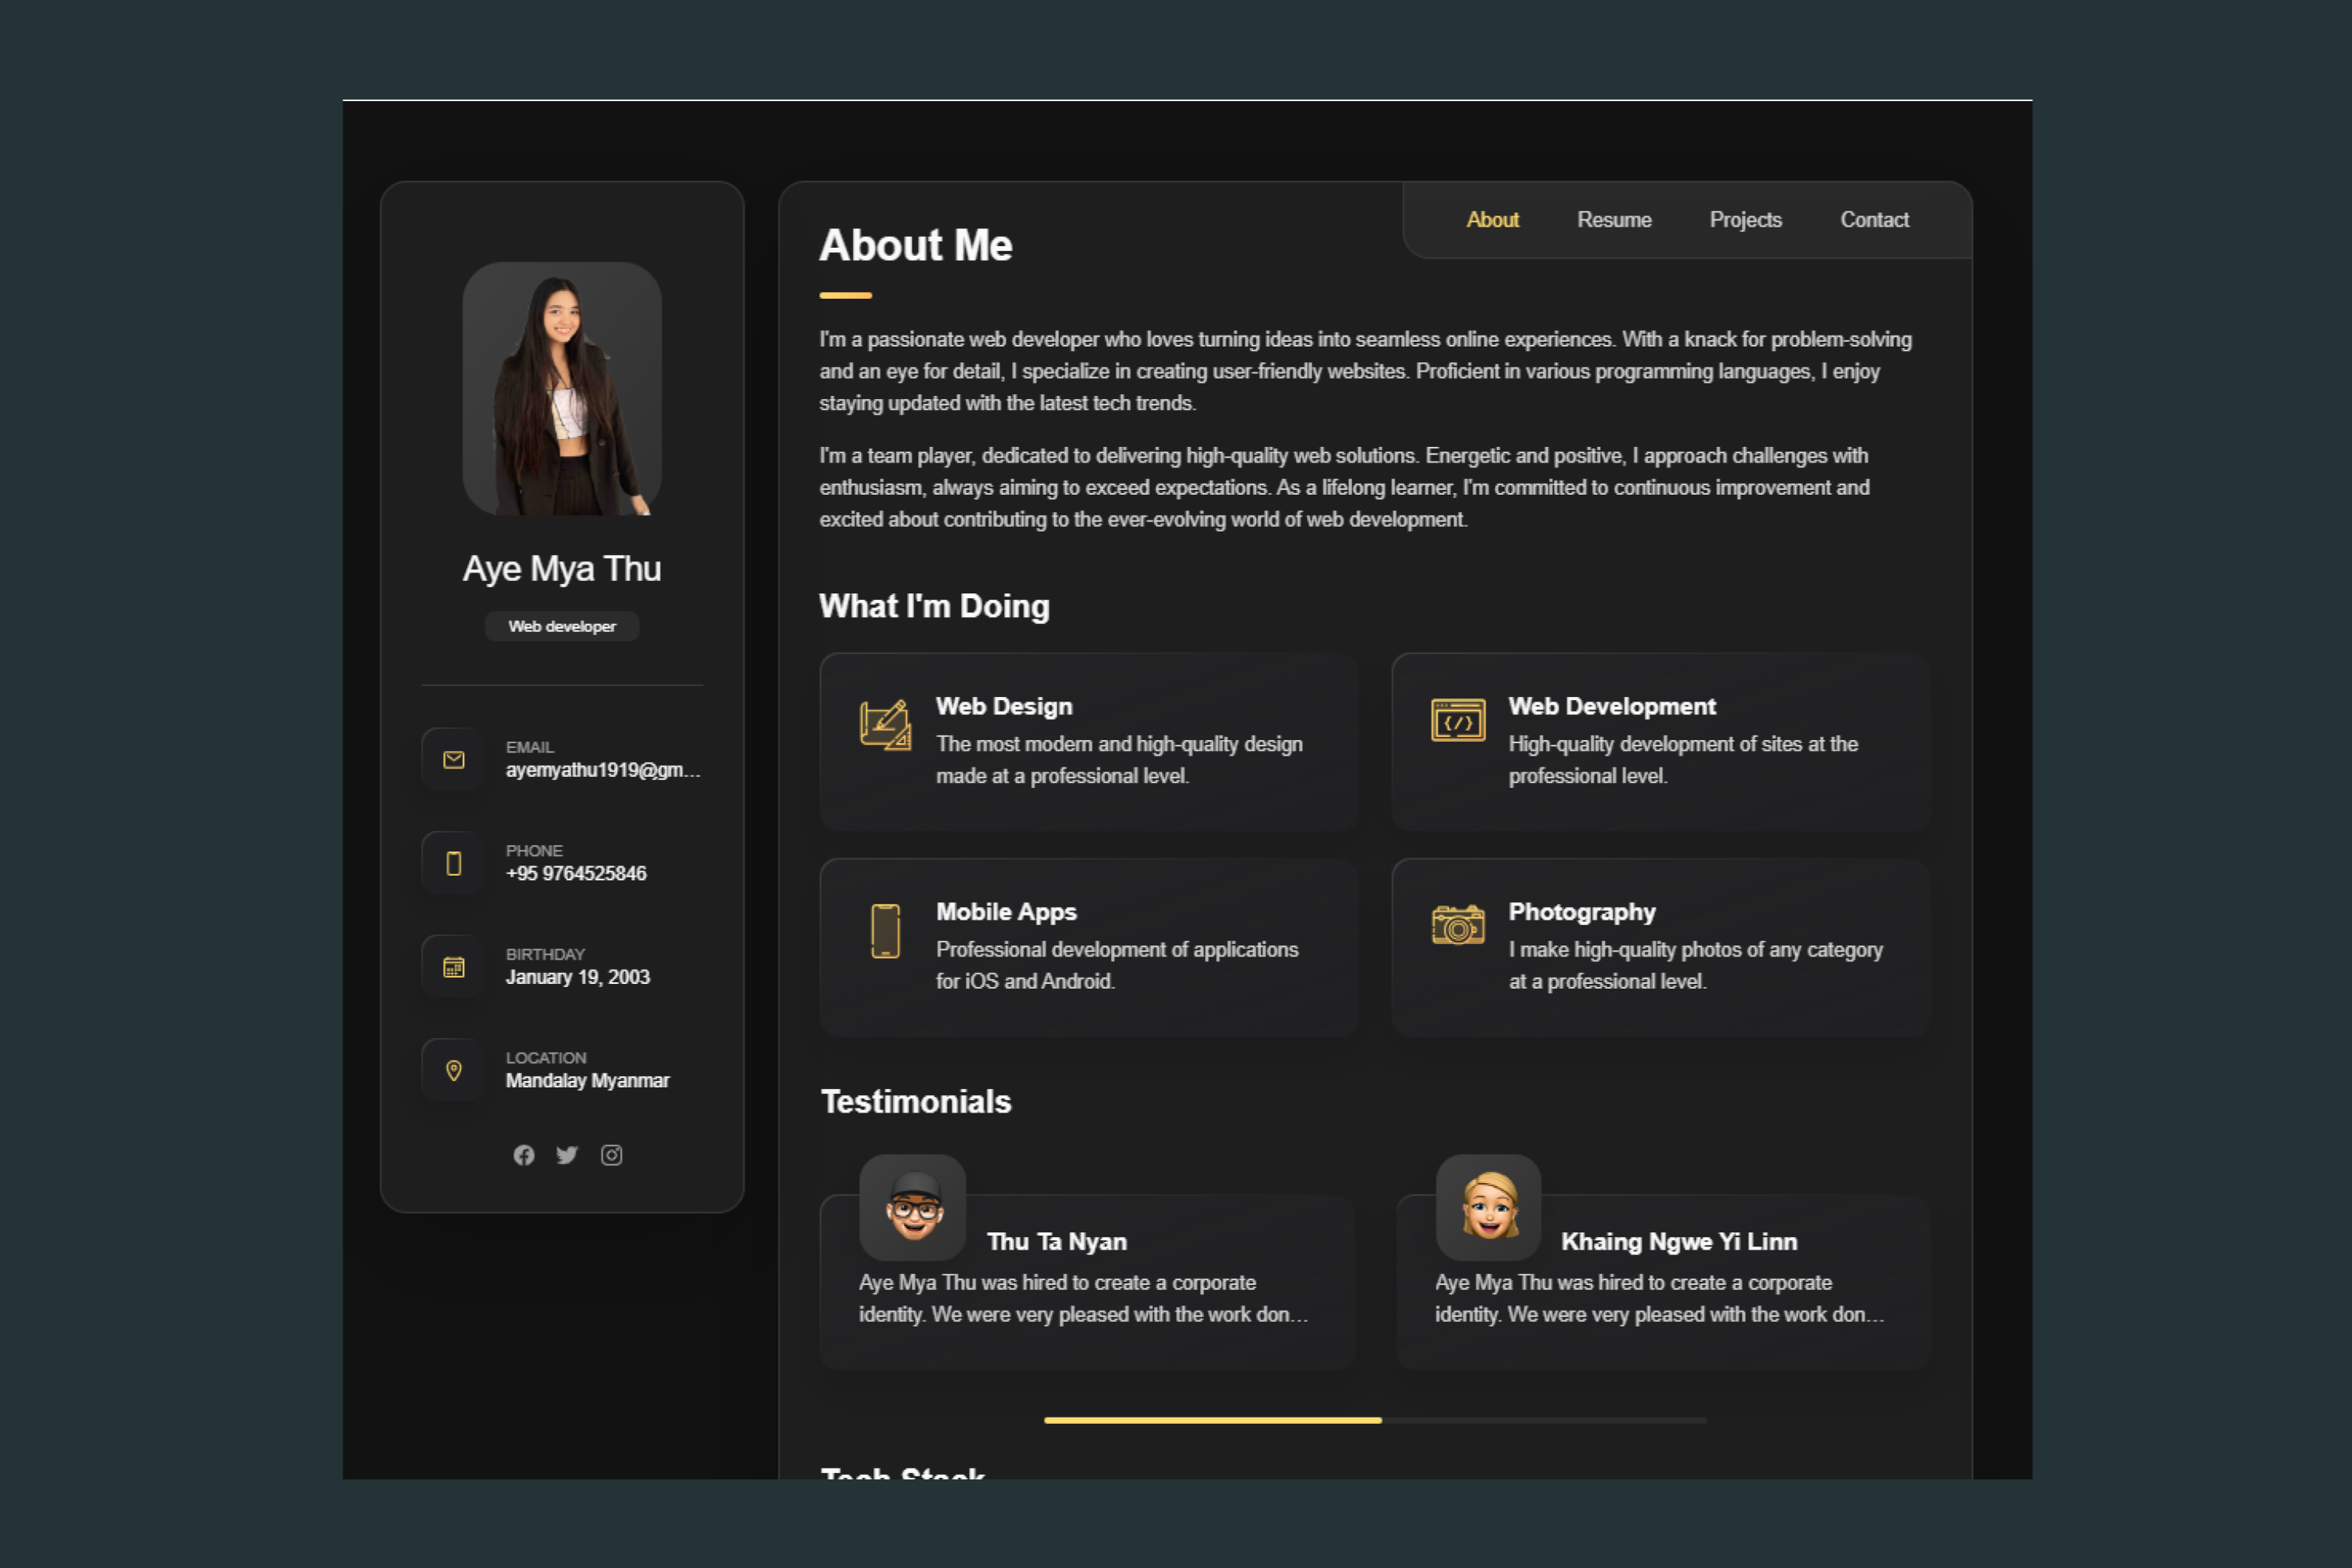 Aye Mya Thu
Web developer
EMAIL
ayemyathu1919@gm...
PHONE
+95 9764525846
BIRTHDAY
January 19, 2003
LOCATION
Mandalay Myanmar
About Resume Projects Contact
About Me
I'm a passionate web developer who loves turning ideas into seamless online experiences. With a knack for problem-solving
and an eye for detail, I specialize in creating user-friendly websites. Proficient in various programming languages, I enjoy
staying updated with the latest tech trends.
I'm a team player, dedicated to delivering high-quality web solutions. Energetic and positive, I approach challenges with
enthusiasm, always aiming to exceed expectations. As a lifelong learner, I'm committed to continuous improvement and
excited about contributing to the ever-evolving world of web development.
What I'm Doing
Web Design
The most modern and high-quality design
made at a professional level.
Web Development
High-quality development of sites at the
professional level.
Mobile Apps
Professional development of applications
for iOS and Android.
Photography
I make high-quality photos of any category
at a professional level.
Testimonials
Thu Ta Nyan
Aye Mya Thu was hired to create a corporate
identity. We were very pleased with the work don...
Khaing Ngwe Yi Linn
Aye Mya Thu was hired to create a corporate
identity. We were very pleased with the work don...
Tech Stack